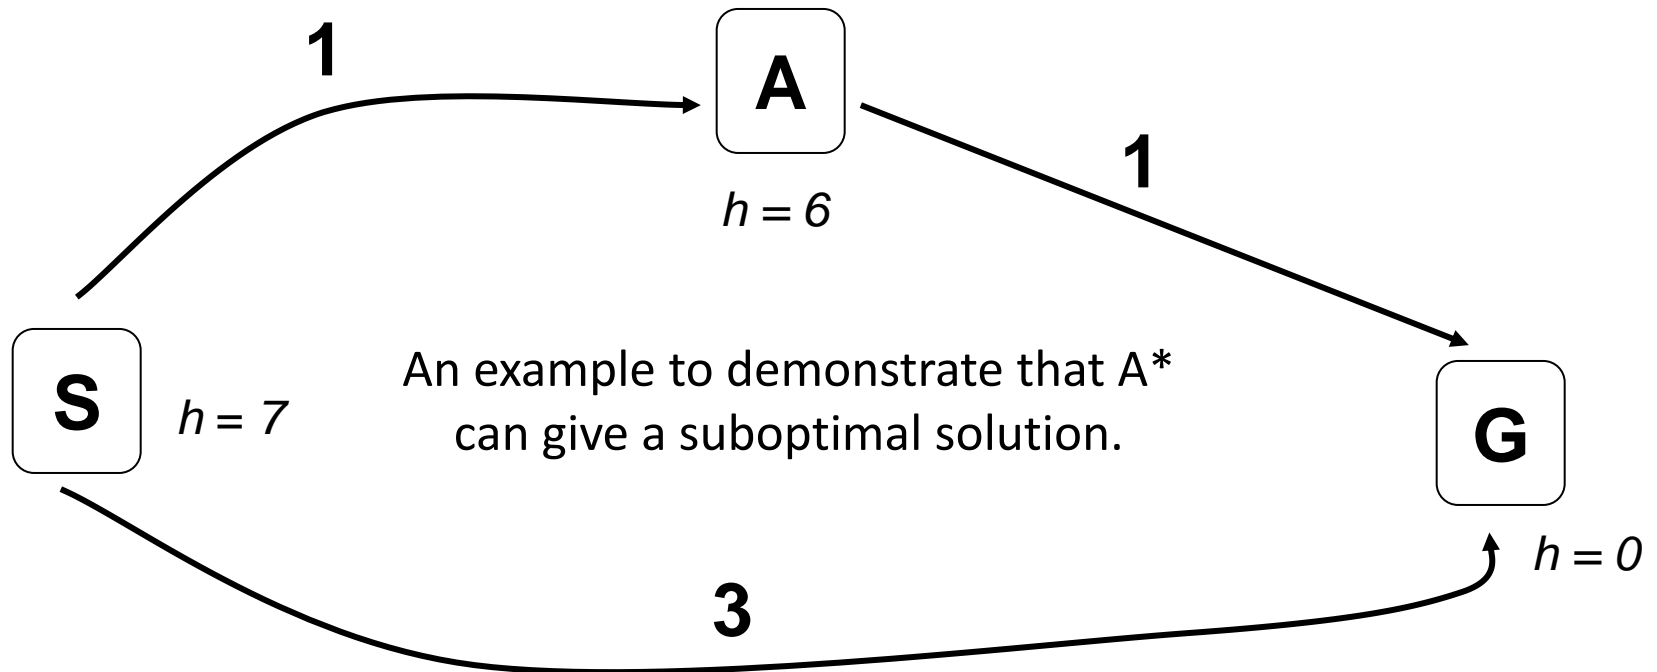 1
A
1
h = 6
S
h = 7
An example to demonstrate that A*
can give a suboptimal solution.
G
h = 0
3